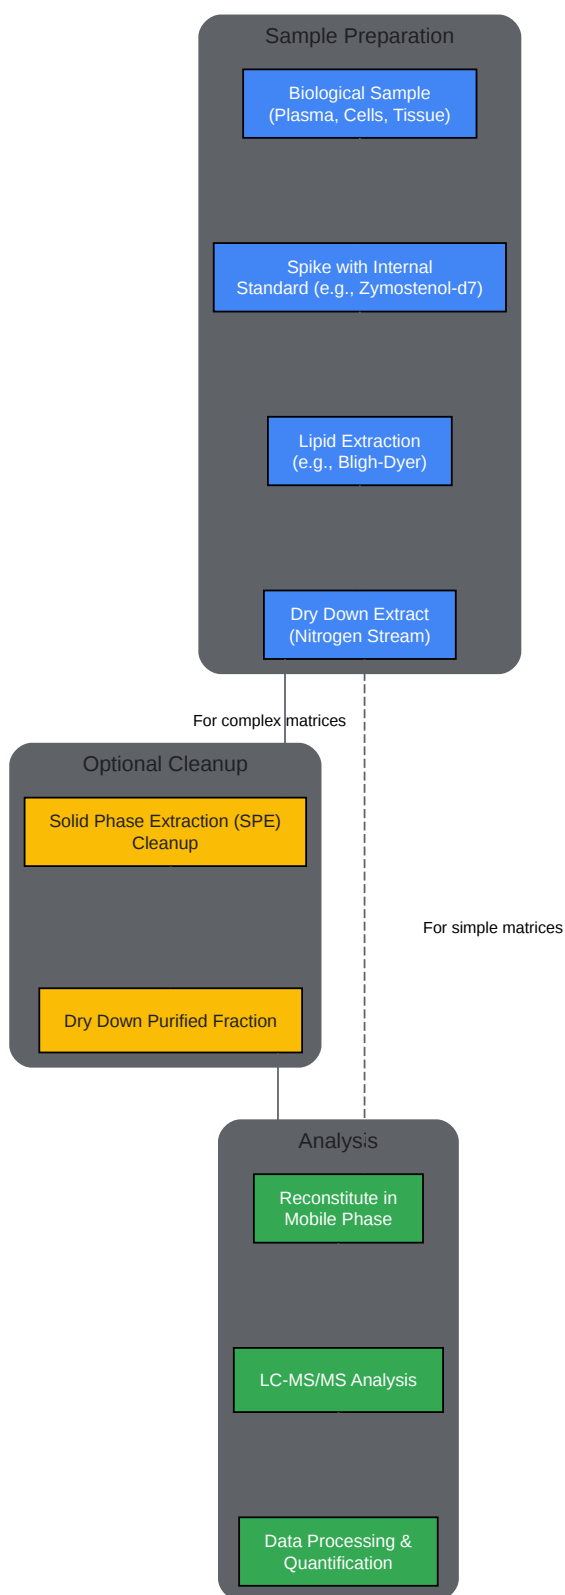 Sample Preparation
Biological Sample
(Plasma, Cells, Tissue)
Spike with Internal
Standard (e.g., Zymostenol-d7)
Lipid Extraction
(e.g., Bligh-Dyer)
Dry Down Extract
(Nitrogen Stream)
For complex matrices
Optional Cleanup
Solid Phase Extraction (SPE)
Cleanup
For simple matrices
Dry Down Purified Fraction
Analysis
Reconstitute in
Mobile Phase
LC-MS/MS Analysis
Data Processing &
Quantification